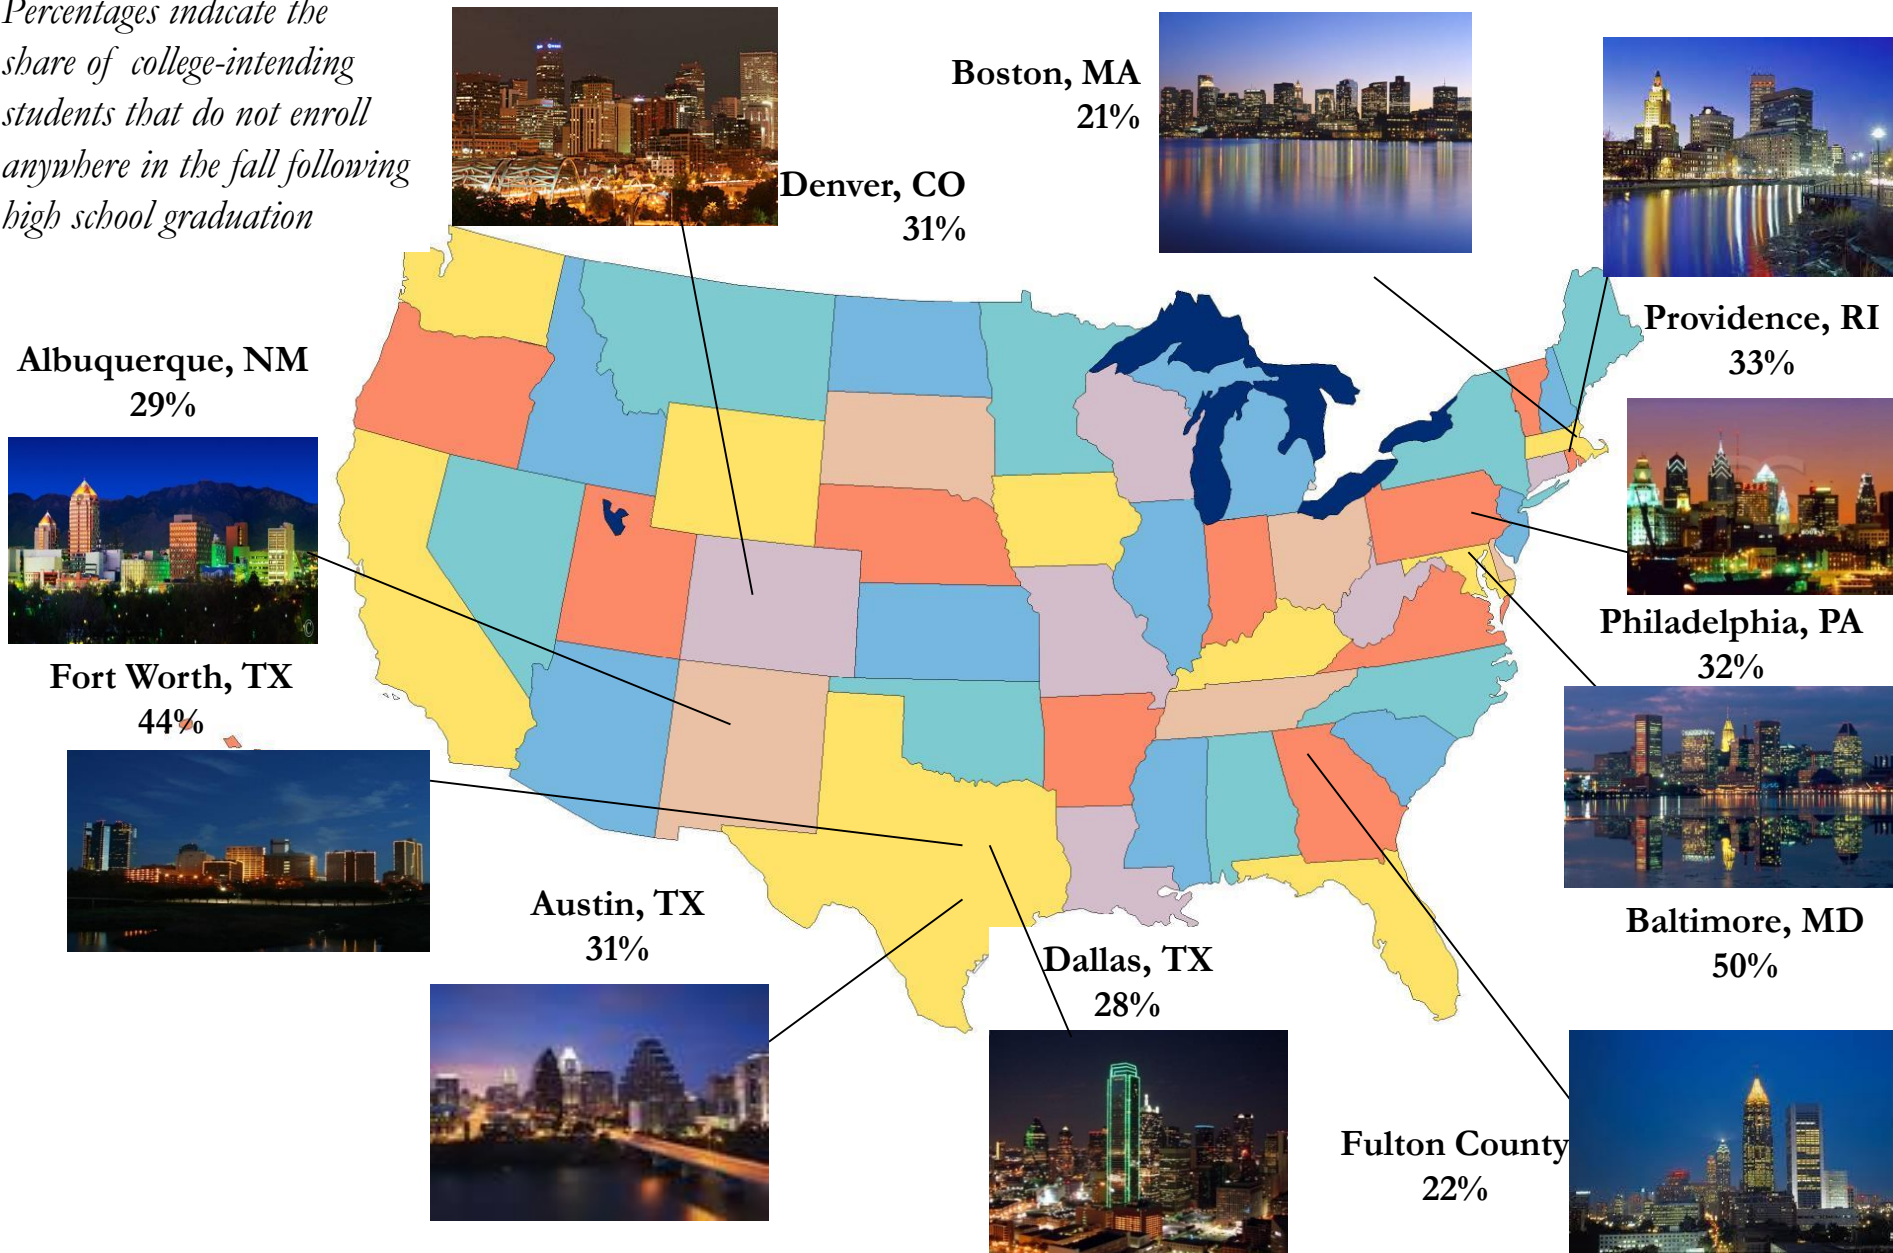 Percentages indicate the
share of college-intending
students that do not enroll
anywhere in the fall following
high school graduation
Denver, CO
31%
Boston, MA
21%
Providence, RI
33%
Albuquerque, NM
29%
Philadelphia, PA
32%
Fort Worth, TX
44%
Baltimore, MD
50%
Austin, TX
31%
Dallas, TX
28%
Fulton County
22%
©